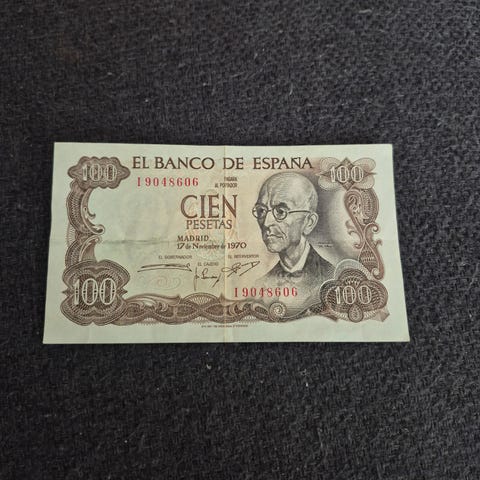 100 EL BANCO DE ESPAÑA 100
I9048606
PAGARA
AL PORTADOR
CIEN
PESETAS
MADRID
17 de Noviembre de 1970
EL GOBERNADOR EL CAJERO EL INTERVENTOR
I9048606
100 100